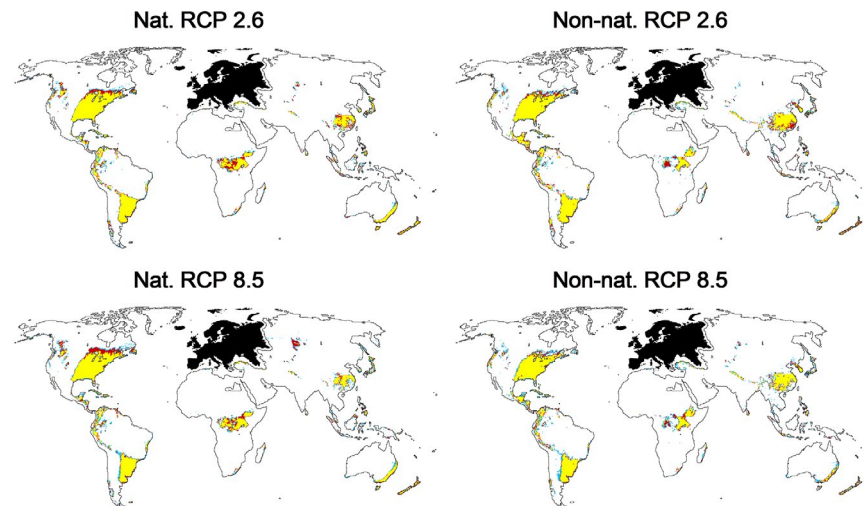 Nat. RCP 2.6
Non-nat. RCP 2.6
Nat. RCP 8.5
Non-nat. RCP 8.5